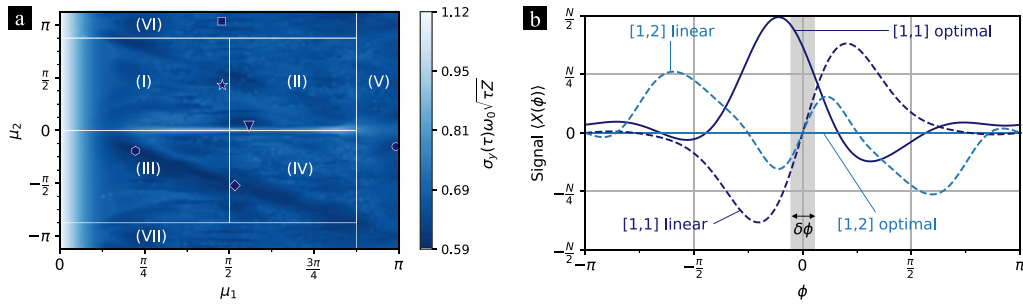 a
π
π/2
0
−π/2
−π
μ₂
(VI)
(I)
(II)
(V)
(III)
(IV)
(VII)
0
π/4
π/2
3π/4
π
μ₁
1.12
0.95
0.81
0.69
0.59
σ_y(τ)ω₀√τZ
b
N/2
N/4
0
−N/4
−N/2
Signal ⟨X(ϕ)⟩
[1,2] linear
[1,1] optimal
[1,1] linear
[1,2] optimal
δϕ
−π
−π/2
0
π/2
π
ϕ